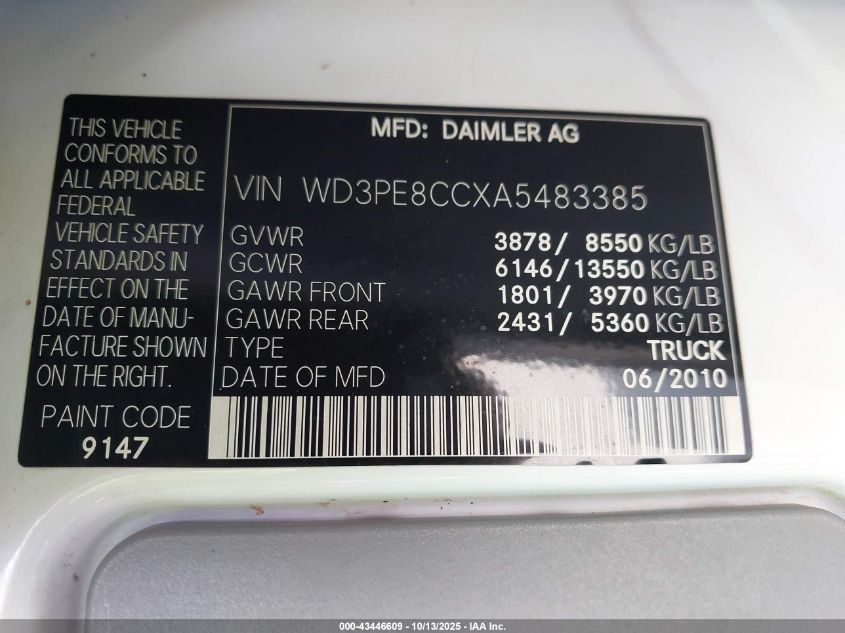 THIS VEHICLE
CONFORMS TO
ALL APPLICABLE
FEDERAL
VEHICLE SAFETY
STANDARDS IN
EFFECT ON THE
DATE OF MANU-
FACTURE SHOWN
ON THE RIGHT.
PAINT CODE
9147
MFD: DAIMLER AG
VIN WD3PE8CCXA5483385
GVWR 3878/ 8550 KG/LB
GCWR 6146/13550 KG/LB
GAWR FRONT 1801/ 3970 KG/LB
GAWR REAR 2431/ 5360 KG/LB
TYPE TRUCK
DATE OF MFD 06/2010
000-43446609 - 10/13/2025 - IAA Inc.